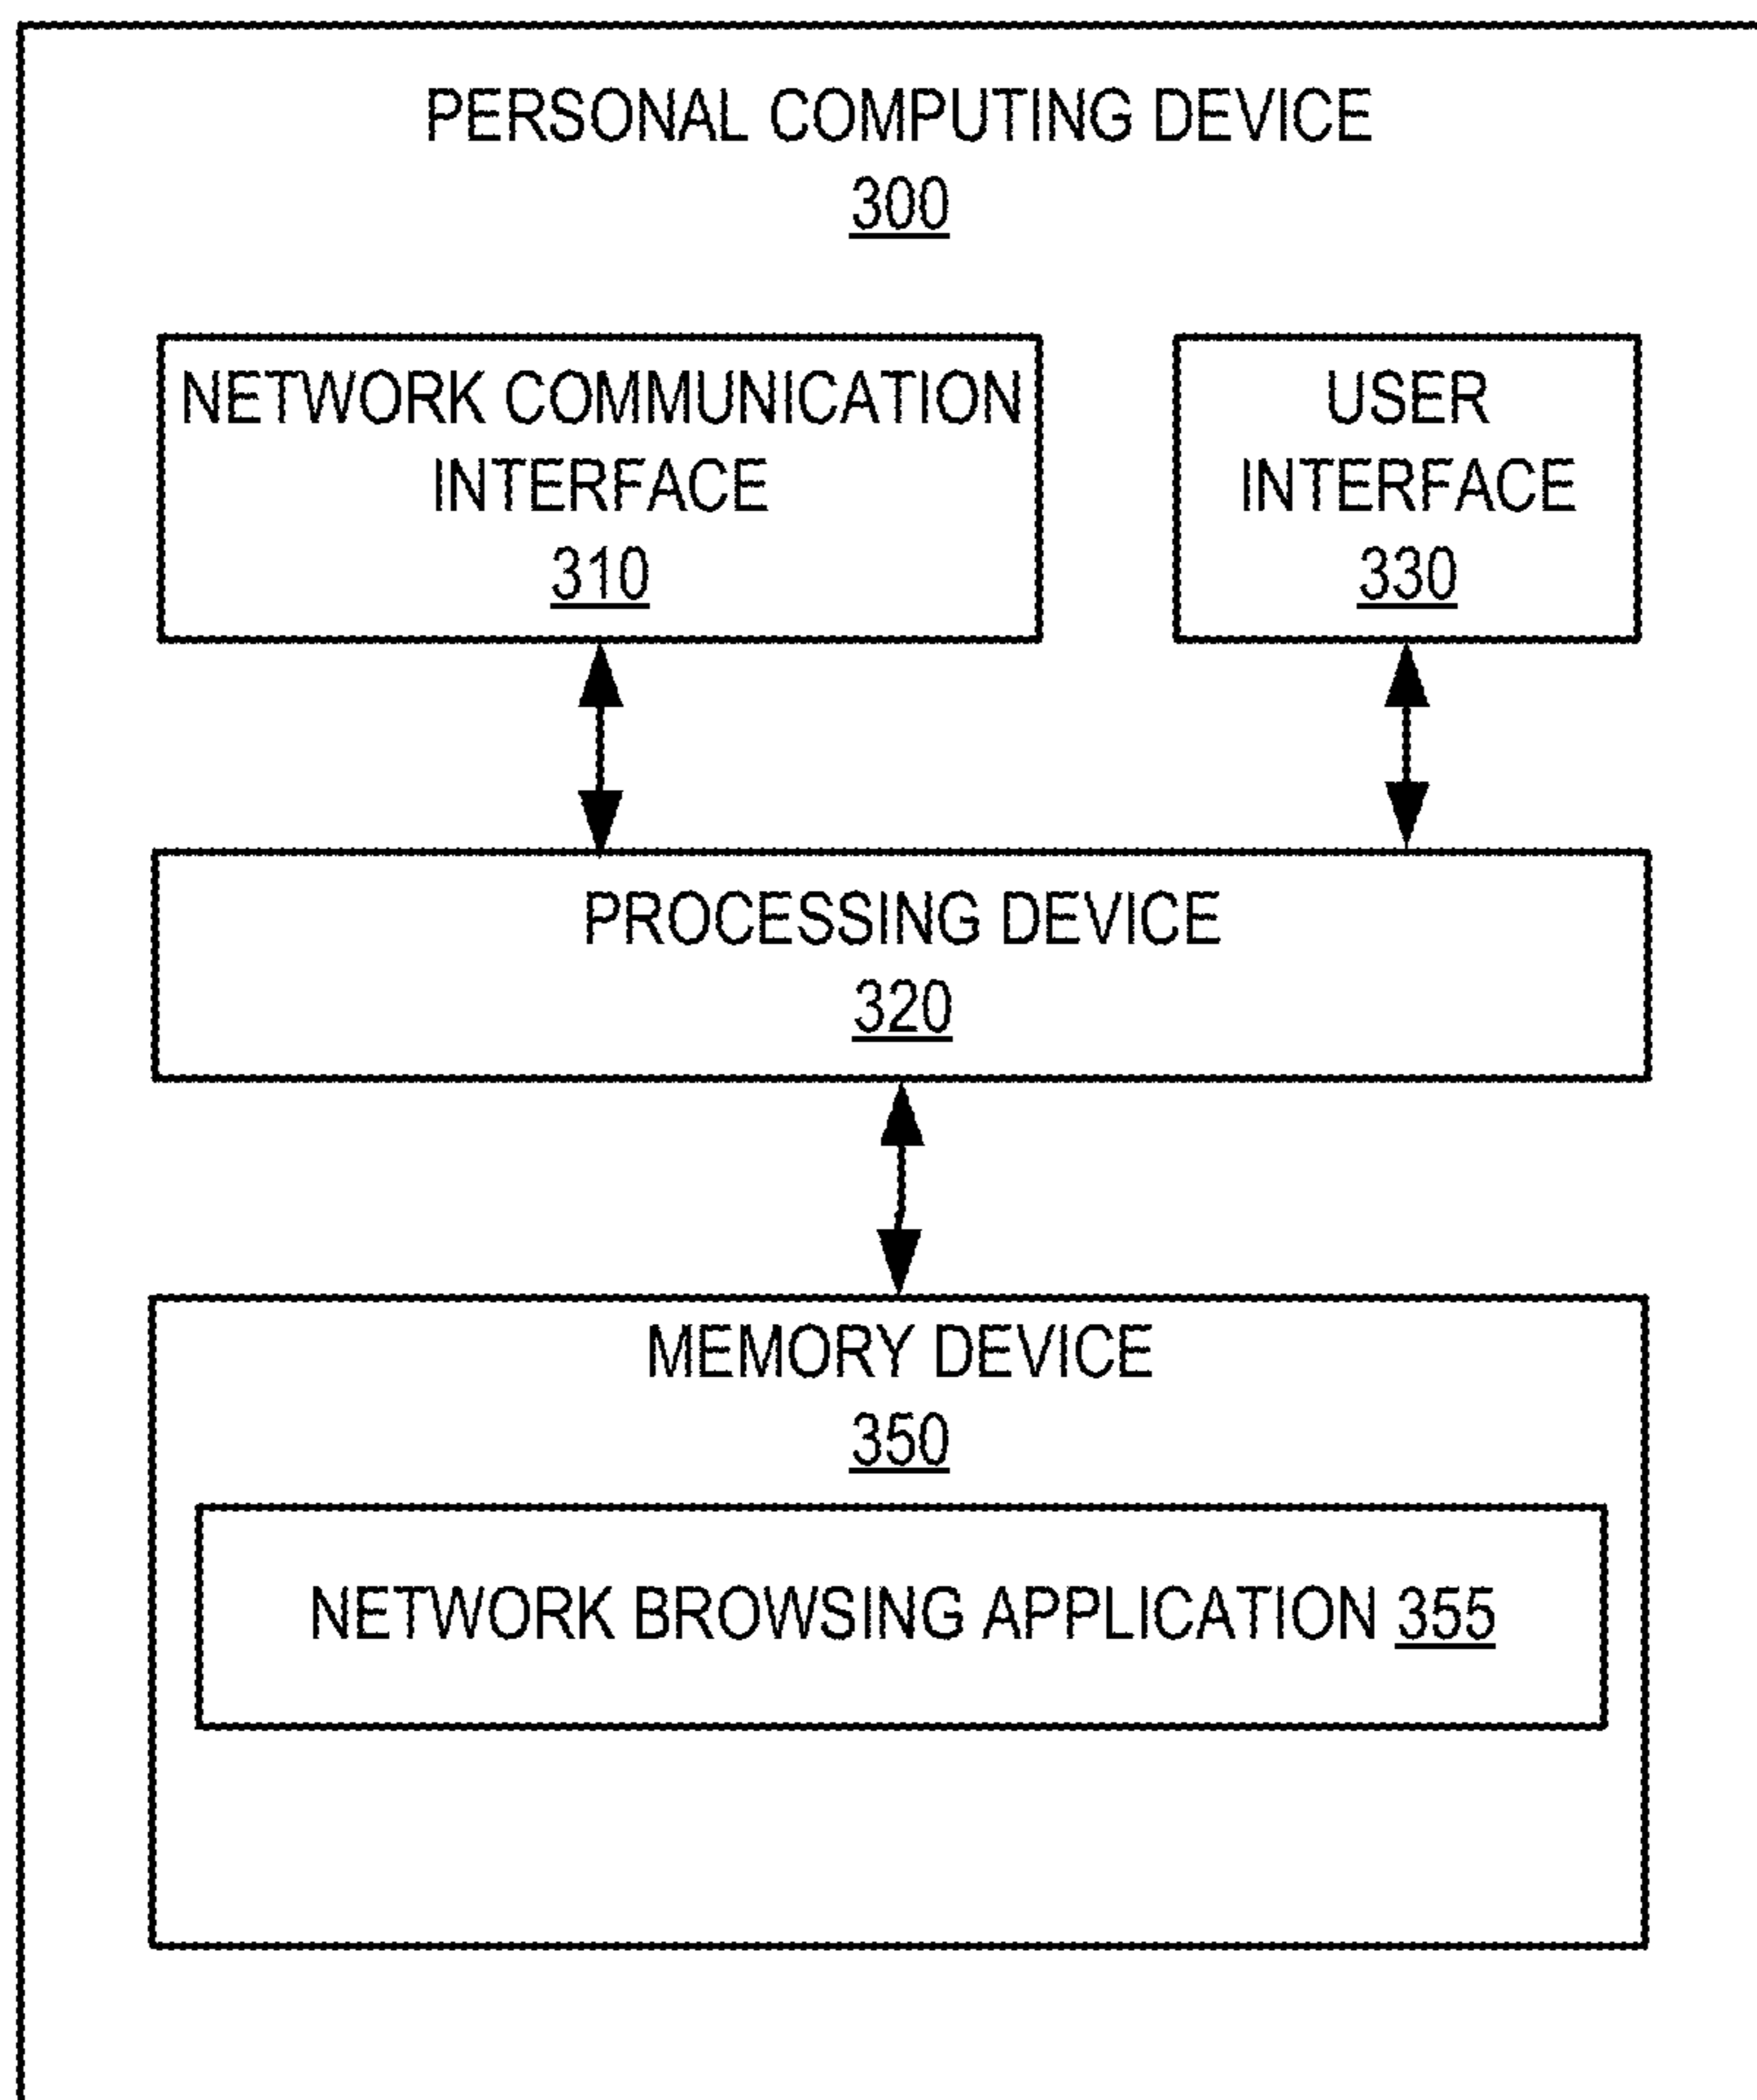 PERSONAL COMPUTING DEVICE
300
NETWORK COMMUNICATION
INTERFACE
310
USER
INTERFACE
330
PROCESSING DEVICE
320
MEMORY DEVICE
350
NETWORK BROWSING APPLICATION 355